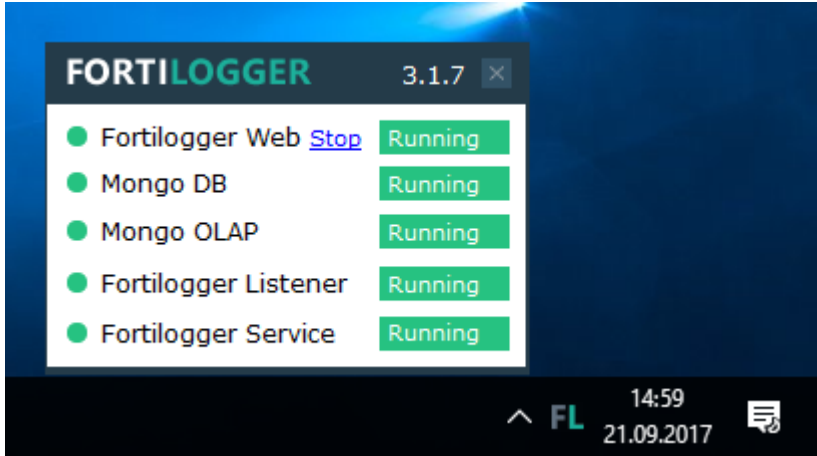 FORTILOGGER 3.1.7
Fortilogger Web Stop Running
Mongo DB Running
Mongo OLAP Running
Fortilogger Listener Running
Fortilogger Service Running
FL 14:59
21.09.2017